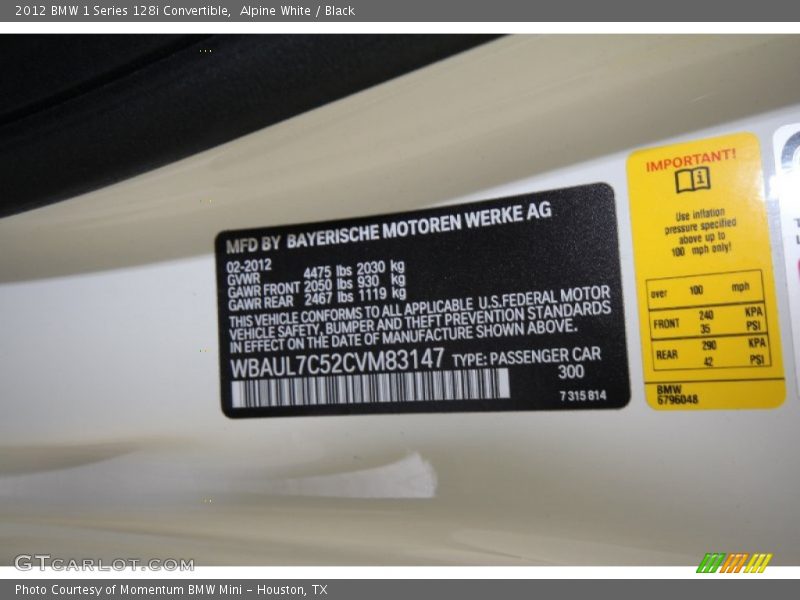 2012 BMW 1 Series 128i Convertible,  Alpine White / Black
MFD BY BAYERISCHE MOTOREN WERKE AG
02-2012
GVWR 4475 lbs 2030 kg
GAWR FRONT 2050 lbs 930 kg
GAWR REAR 2467 lbs 1119 kg
THIS VEHICLE CONFORMS TO ALL APPLICABLE U.S.FEDERAL MOTOR
VEHICLE SAFETY, BUMPER AND THEFT PREVENTION STANDARDS
IN EFFECT ON THE DATE OF MANUFACTURE SHOWN ABOVE.
WBAUL7C52CVM83147 TYPE: PASSENGER CAR
300
7 315 814
IMPORTANT!
Use inflation
pressure specified
above up to
100 mph only!
over 100 mph
FRONT 240 KPA
35 PSI
REAR 290 KPA
42 PSI
BMW
6796048
GTCARLOT.COM
Photo Courtesy of Momentum BMW Mini - Houston, TX